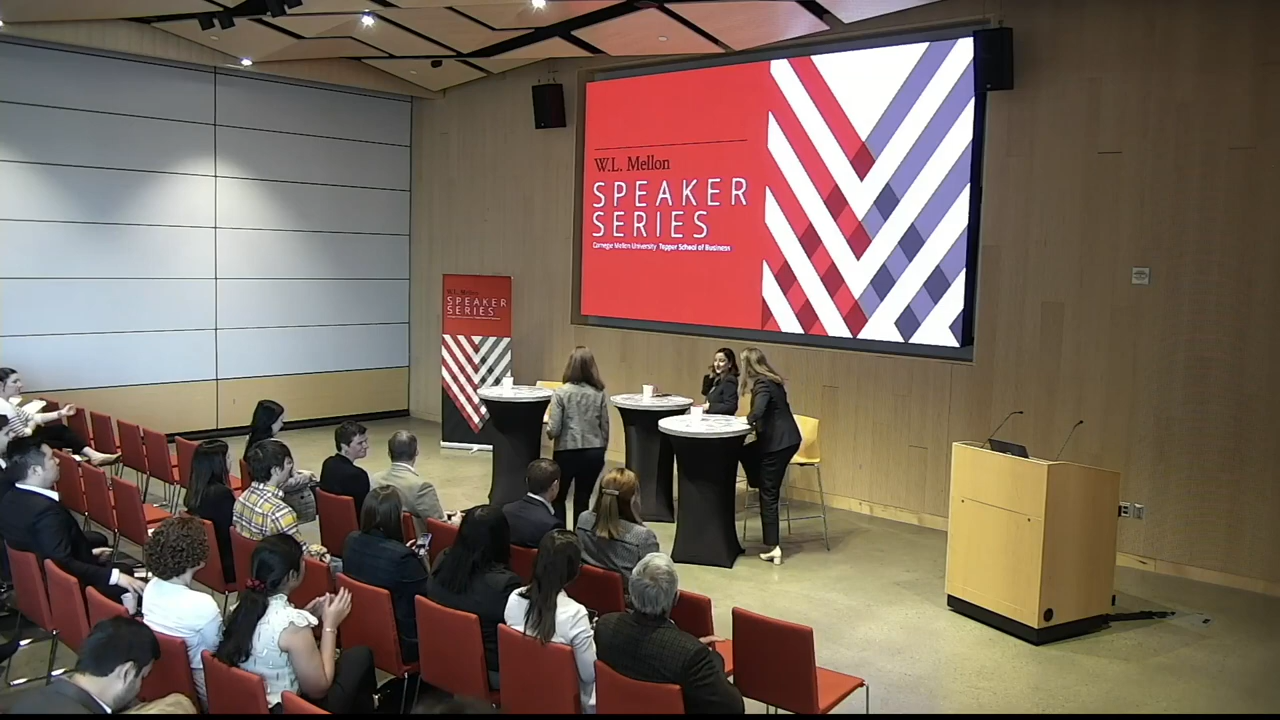 W.L. Mellon
SPEAKER
SERIES
Carnegie Mellon University Tepper School of Business
W.L. Mellon
SPEAKER
SERIES